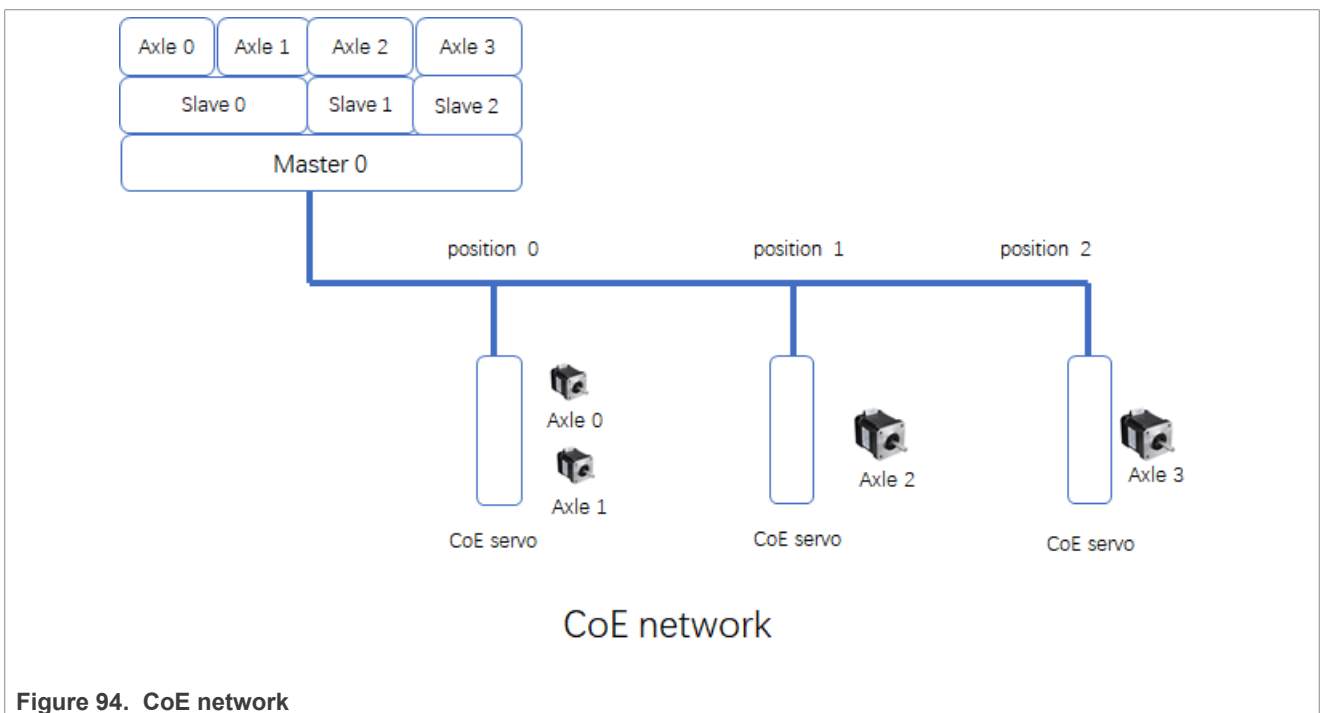 Axle 0 Axle 1 Axle 2 Axle 3
Slave 0 Slave 1 Slave 2
Master 0
position 0 position 1 position 2
Axle 0
Axle 1
Axle 2
Axle 3
CoE servo CoE servo CoE servo
CoE network
Figure 94. CoE network